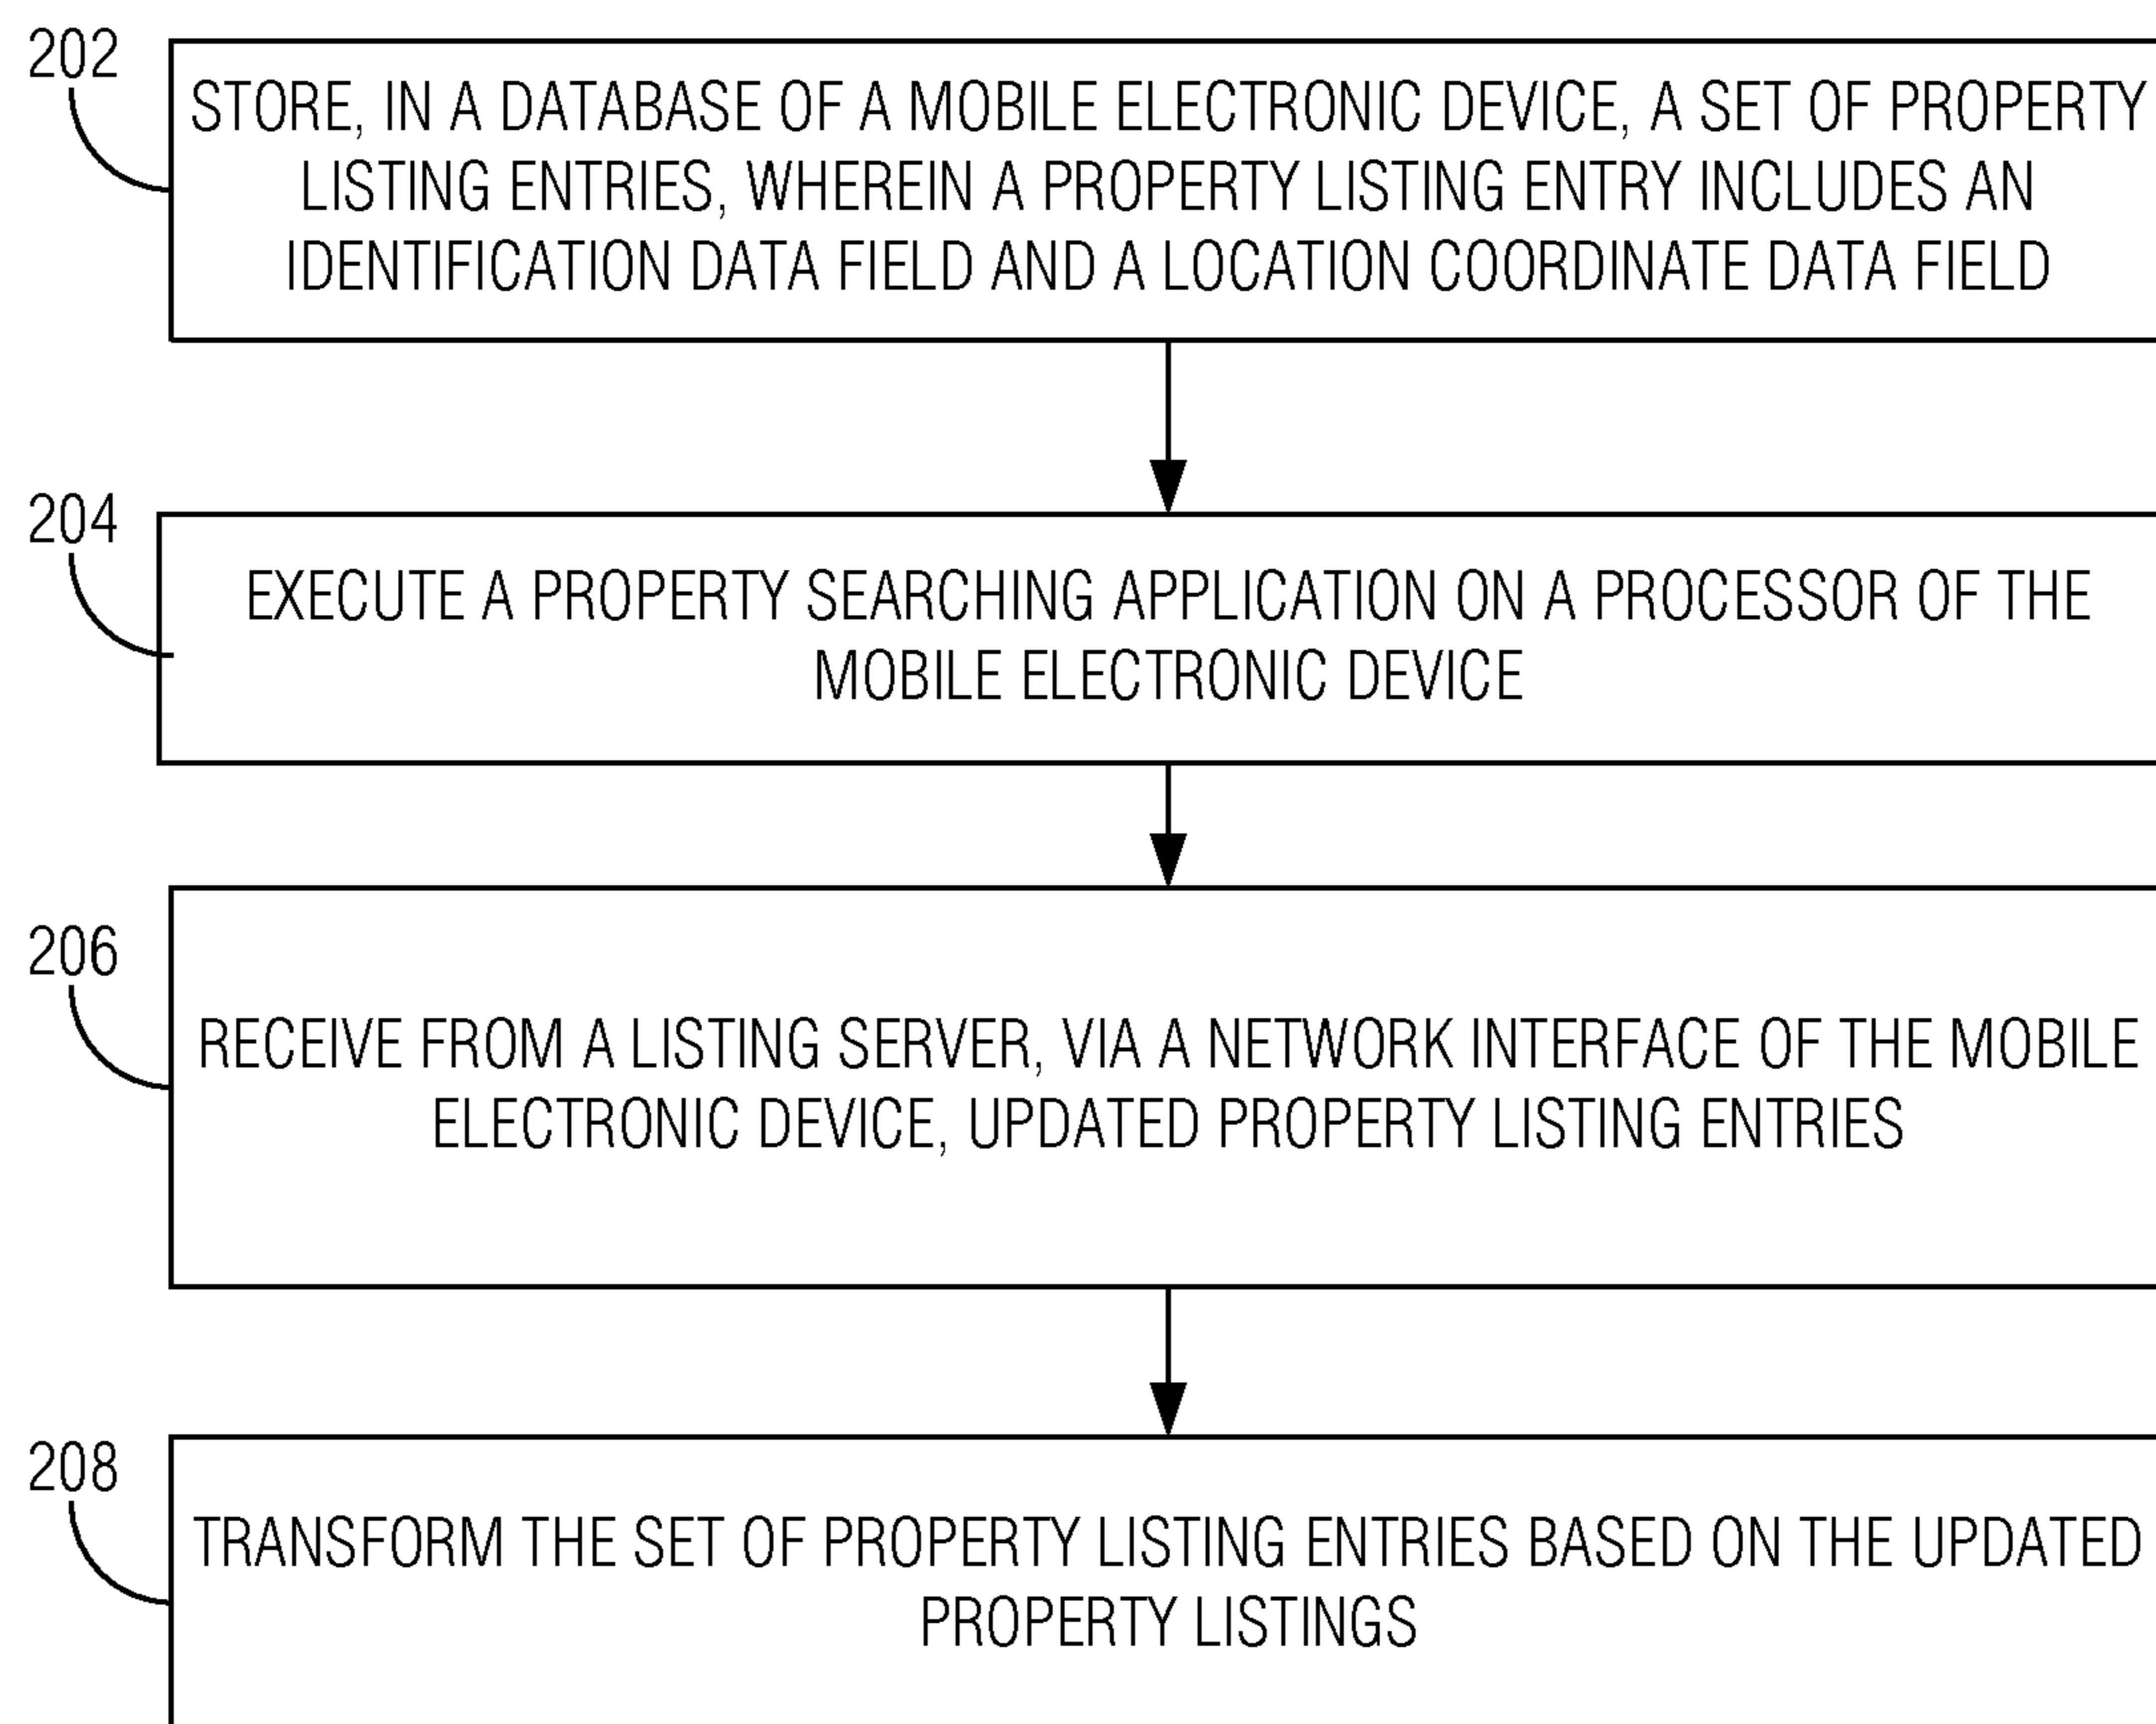 202
STORE, IN A DATABASE OF A MOBILE ELECTRONIC DEVICE, A SET OF PROPERTY
LISTING ENTRIES, WHEREIN A PROPERTY LISTING ENTRY INCLUDES AN
IDENTIFICATION DATA FIELD AND A LOCATION COORDINATE DATA FIELD
204
EXECUTE A PROPERTY SEARCHING APPLICATION ON A PROCESSOR OF THE
MOBILE ELECTRONIC DEVICE
206
RECEIVE FROM A LISTING SERVER, VIA A NETWORK INTERFACE OF THE MOBILE
ELECTRONIC DEVICE, UPDATED PROPERTY LISTING ENTRIES
208
TRANSFORM THE SET OF PROPERTY LISTING ENTRIES BASED ON THE UPDATED
PROPERTY LISTINGS